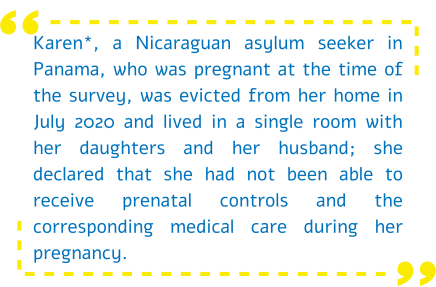 Karen*, a Nicaraguan asylum seeker in
Panama, who was pregnant at the time of
the survey, was evicted from her home in
July 2020 and lived in a single room with
her daughters and her husband; she
declared that she had not been able to
receive prenatal controls and the
corresponding medical care during her
pregnancy.